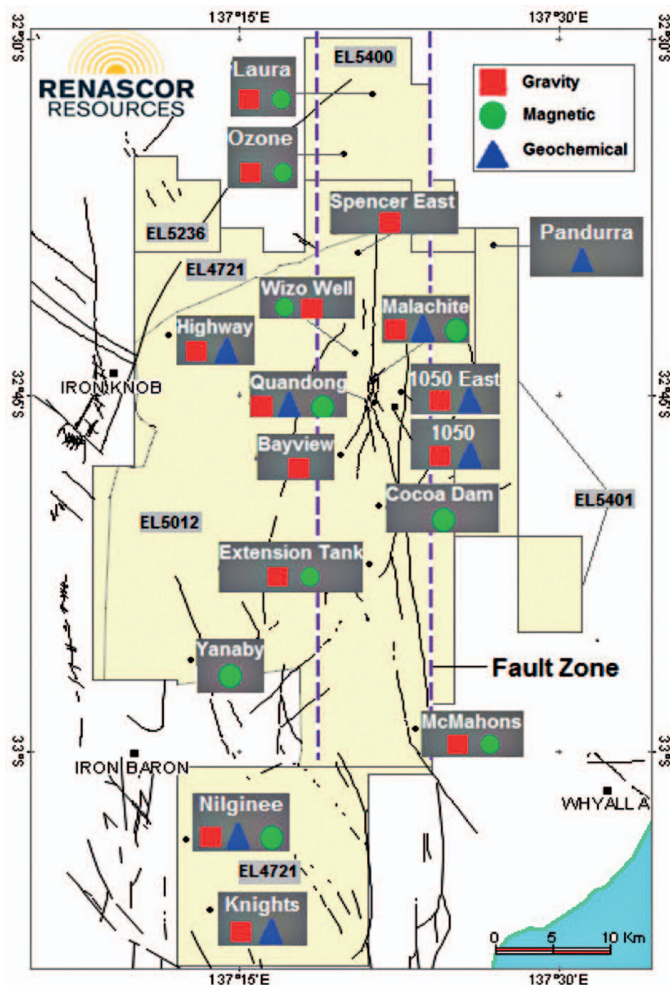 137°15'E
137°30'E
32°30'S
32°30'S
RENASCOR
RESOURCES
EL5400
Laura
Ozone
Gravity
Magnetic
Geochemical
EL5236
Spencer East
Pandurra
EL4721
Wizo Well
Malachite
Highway
IRON KNOB
Quandong
1050 East
32°45'S
1050
Bayview
EL5401
Cocoa Dam
EL5012
Extension Tank
Yanaby
Fault Zone
McMahons
IRON BARON
33°S
33°S
WHYALLA
Nilginee
EL4721
Knights
0 5 10 Km
137°15'E
137°30'E